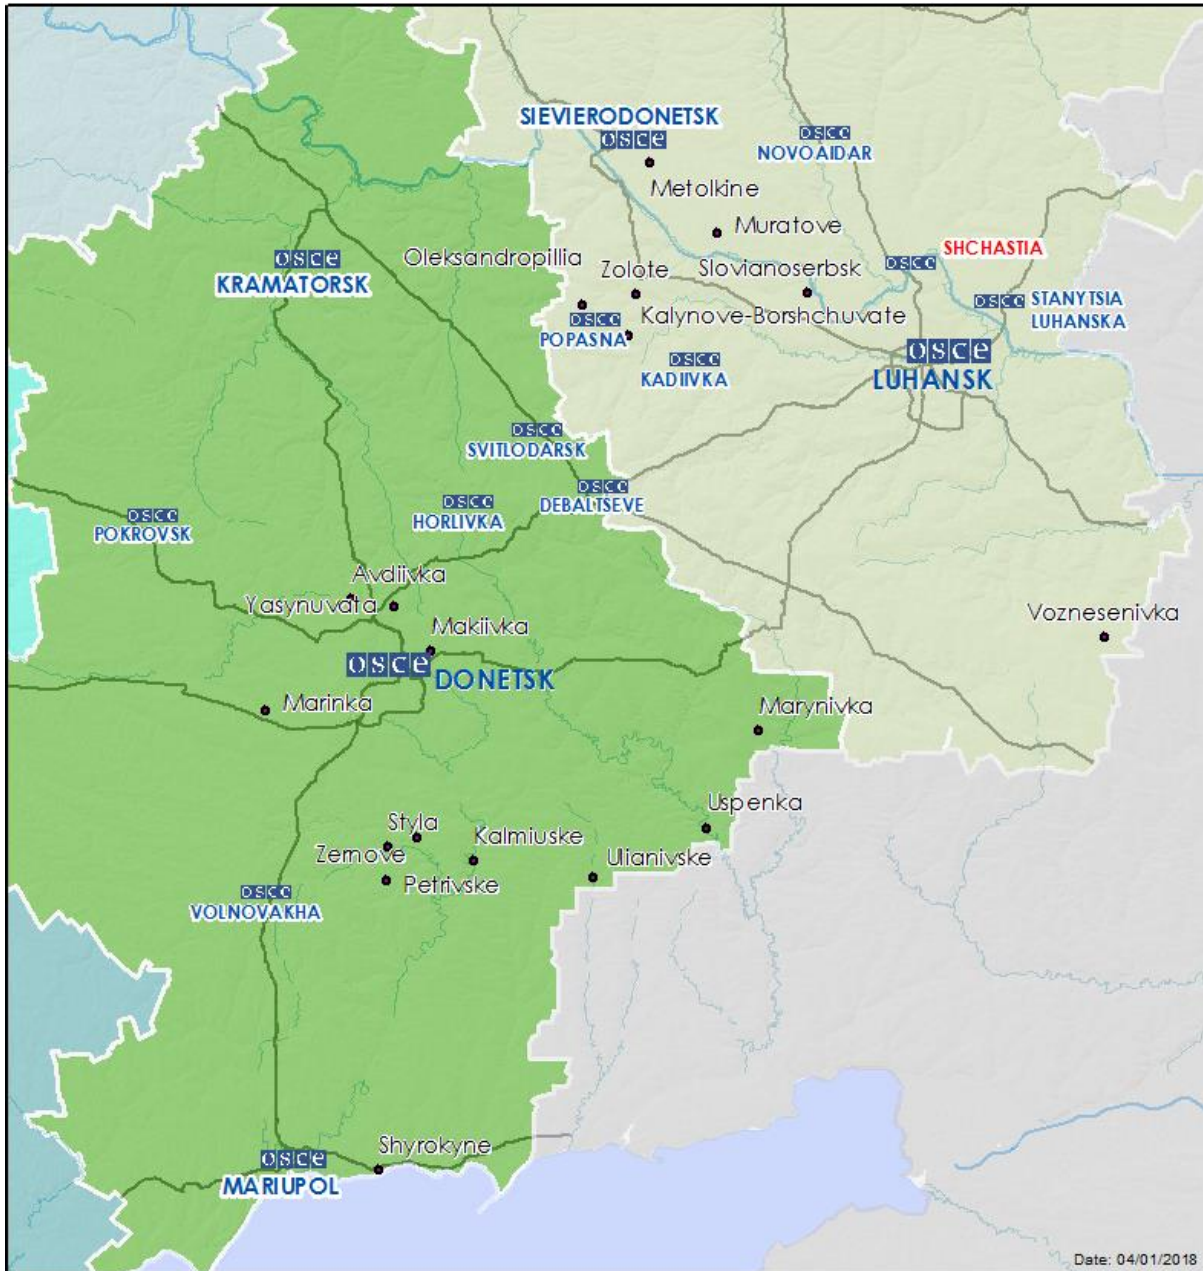 SIEVIERODONETSK
osce
osce
NOVOAIDAR
Metolkine
Muratove
osce
KRAMATORSK
Oleksandropillia
Zolote
Slovianoserbsk
osce
SHCHASTIA
osce
STANYTSIA
LUHANSKA
osce
POPASNA
Kalynove-Borshchuvate
osce
KADIIVKA
osce
LUHANSK
osce
SVITLODARSK
osce
DEBALTSEVE
osce
HORLIVKA
osce
POKROVSK
Avdiivka
Yasynuvata
Makiivka
osce
DONETSK
Voznesenivka
Marinka
Marynivka
Uspenka
Styla
Zernove
Kalmiuske
Petrivske
Ulianivske
osce
VOLNOVAKHA
Shyrokyne
osce
MARIUPOL
Date: 04/01/2018